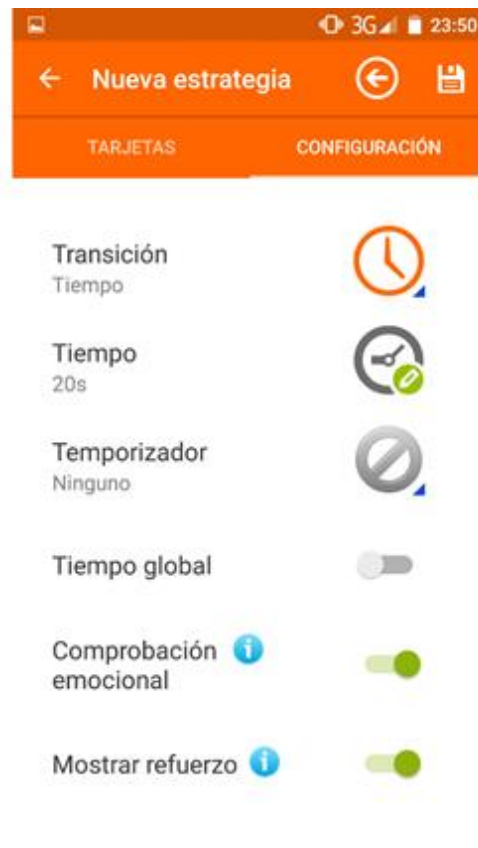 3G 23:50
Nueva estrategia
TARJETAS CONFIGURACIÓN
Transición
Tiempo
Tiempo
20s
Temporizador
Ninguno
Tiempo global
Comprobación
emocional
Mostrar refuerzo